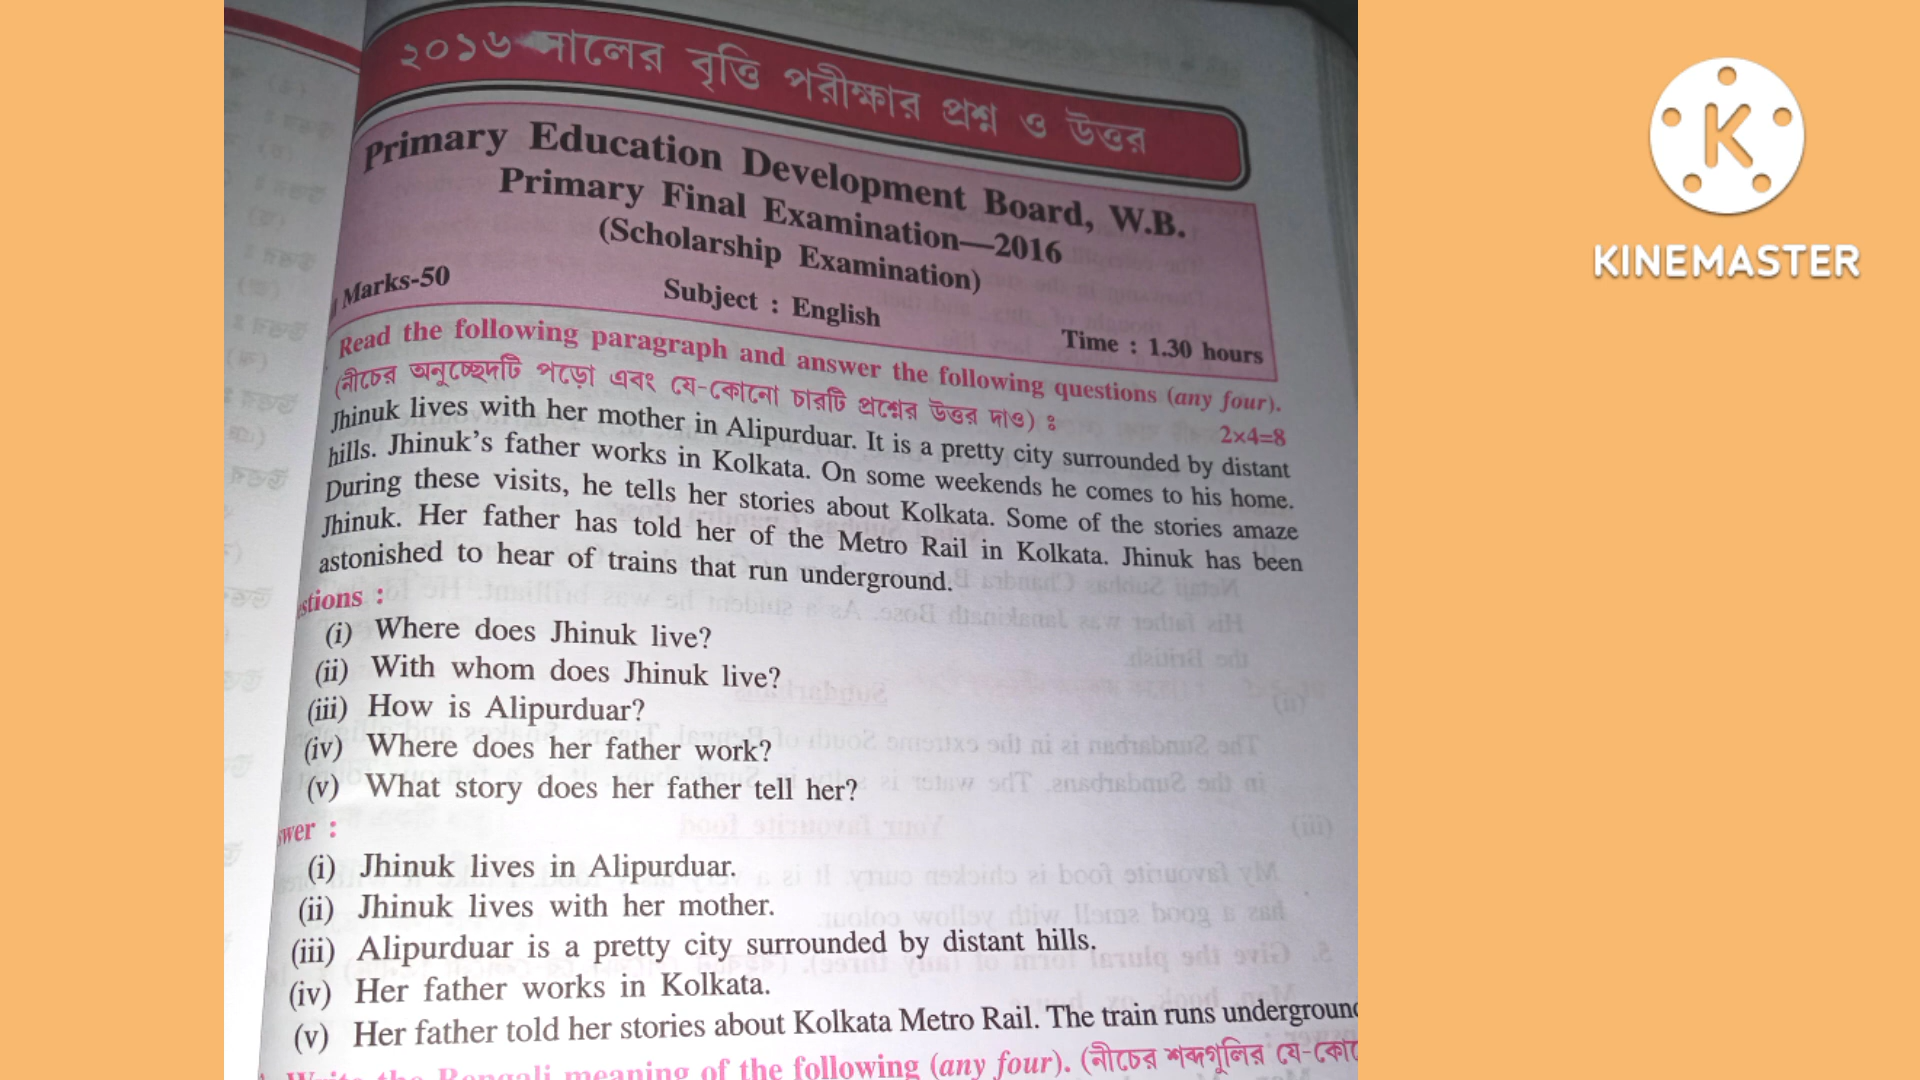 ২০১৬ সালের বৃত্তি পরীক্ষার প্রশ্ন ও উত্তর
Primary Education Development Board, W.B.
Primary Final Examination—2016
(Scholarship Examination)
Marks-50
Subject : English
Time : 1.30 hours
Read the following paragraph and answer the following questions (any four).
(নীচের অনুচ্ছেদটি পড়ো এবং যে-কোনো চারটি প্রশ্নের উত্তর দাও) :
2×4=8
Jhinuk lives with her mother in Alipurduar. It is a pretty city surrounded by distant
hills. Jhinuk's father works in Kolkata. On some weekends he comes to his home.
During these visits, he tells her stories about Kolkata. Some of the stories amaze
Jhinuk. Her father has told her of the Metro Rail in Kolkata. Jhinuk has been
astonished to hear of trains that run underground.
stions :
(i) Where does Jhinuk live?
(ii) With whom does Jhinuk live?
(iii) How is Alipurduar?
(iv) Where does her father work?
(v) What story does her father tell her?
wer :
(i) Jhinuk lives in Alipurduar.
(ii) Jhinuk lives with her mother.
(iii) Alipurduar is a pretty city surrounded by distant hills.
(iv) Her father works in Kolkata.
(v) Her father told her stories about Kolkata Metro Rail. The train runs underground
Write the Bengali meaning of the following (any four). (নীচের শব্দগুলির যে-কো
K
KINEMASTER